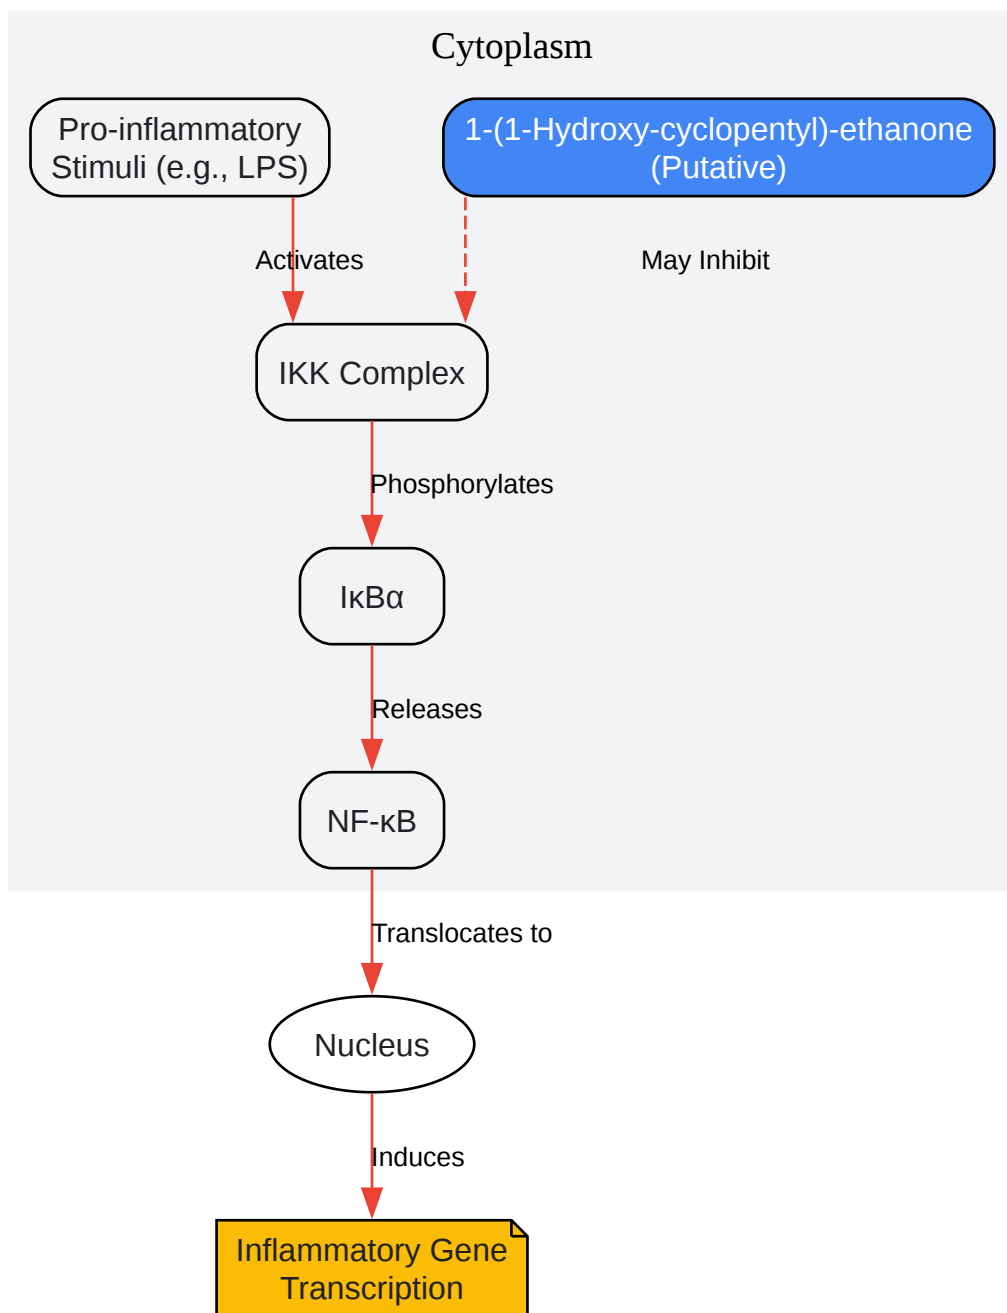 Cytoplasm
Pro-inflammatory
Stimuli (e.g., LPS)
1-(1-Hydroxy-cyclopentyl)-ethanone
(Putative)
Activates
May Inhibit
IKK Complex
Phosphorylates
IκBα
Releases
NF-κB
Translocates to
Nucleus
Induces
Inflammatory Gene
Transcription